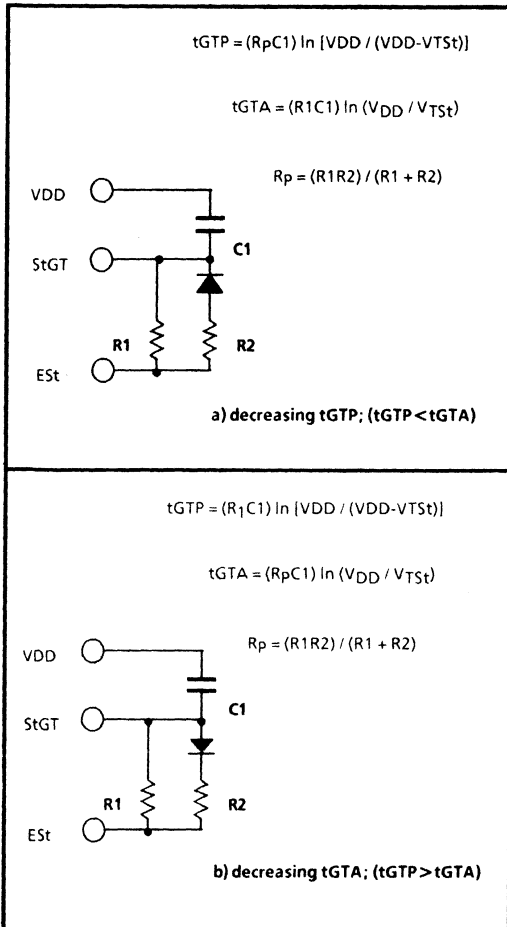 tGTP = (RpC1) ln [VDD / (VDD-VTSt)]
tGTA = (R1C1) ln (VDD / VTSt)
Rp = (R1R2) / (R1 + R2)
VDD
C1
StGT
R1
R2
ESt
a) decreasing tGTP; (tGTP<tGTA)
tGTP = (R1C1) ln [VDD / (VDD-VTSt)]
tGTA = (RpC1) ln (VDD / VTSt)
Rp = (R1R2) / (R1 + R2)
VDD
C1
StGT
R1
R2
ESt
b) decreasing tGTA; (tGTP>tGTA)